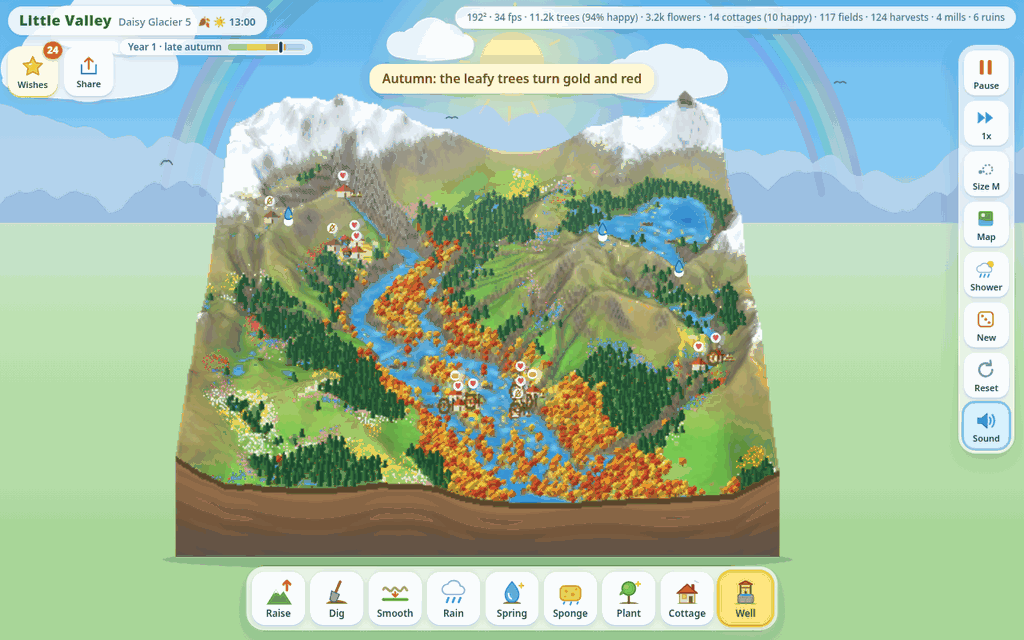 Little Valley Daisy Glacier 5 13:00
192² · 34 fps · 11.2k trees (94% happy) · 3.2k flowers · 14 cottages (10 happy) · 117 fields · 124 harvests · 4 mills · 6 ruins
Year 1 · late autumn
24
Wishes
Share
Autumn: the leafy trees turn gold and red
Pause
1x
Size M
Map
Shower
New
Reset
Sound
Raise
Dig
Smooth
Rain
Spring
Sponge
Plant
Cottage
Well